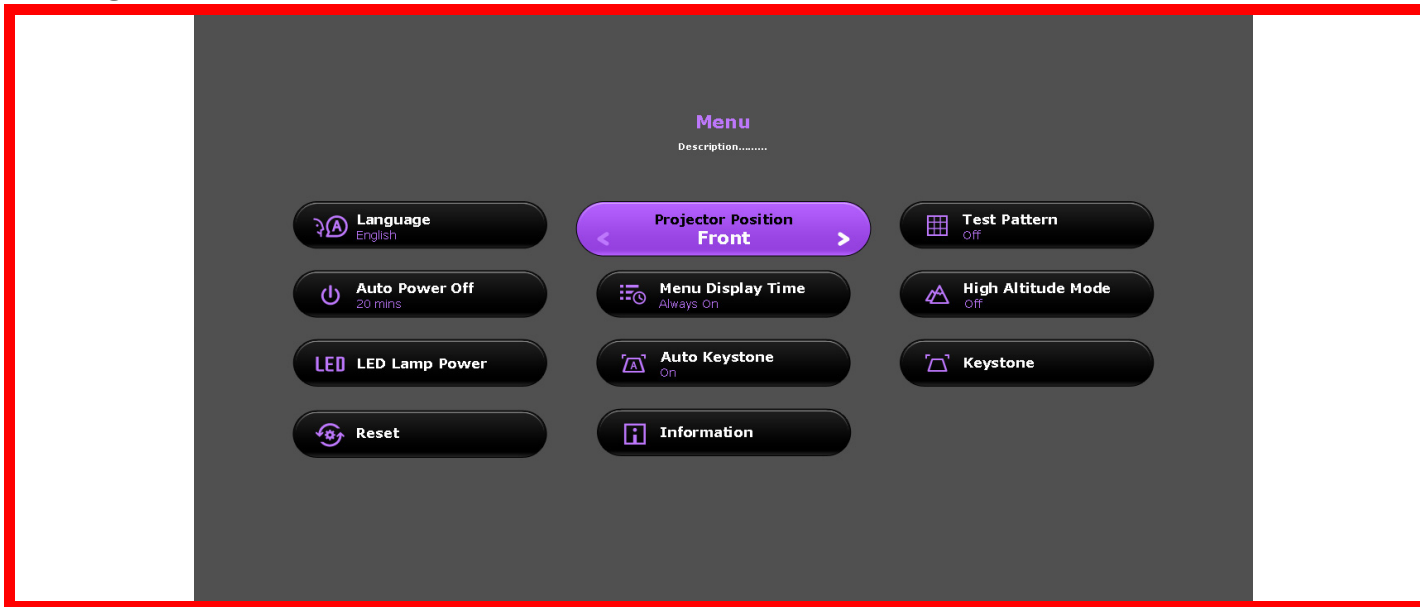 Menu
Description.........
Language
English
Projector Position
< Front >
Test Pattern
Off
Auto Power Off
20 mins
Menu Display Time
Always On
High Altitude Mode
Off
LED LED Lamp Power
A Auto Keystone
On
Keystone
Reset
Information